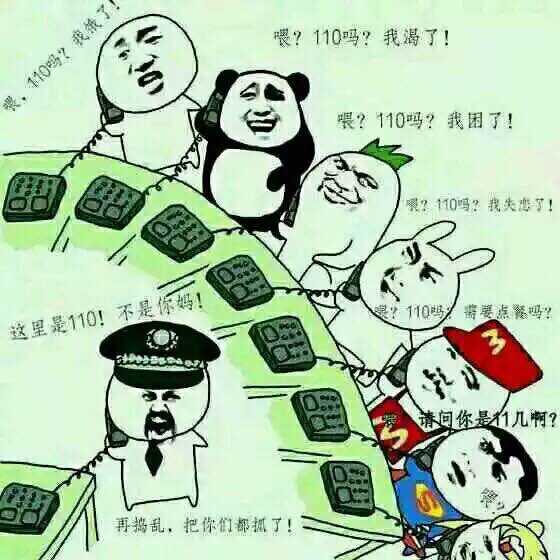 喂，110吗？我饿了！
喂？110吗？我渴了！
喂？110吗？我困了！
喂？110吗？我失恋了！
喂？110吗？需要点餐吗？
喂 请问你是11几啊？
喂？
这里是110！不是你妈！
再捣乱，把你们都抓了！
3
S
S